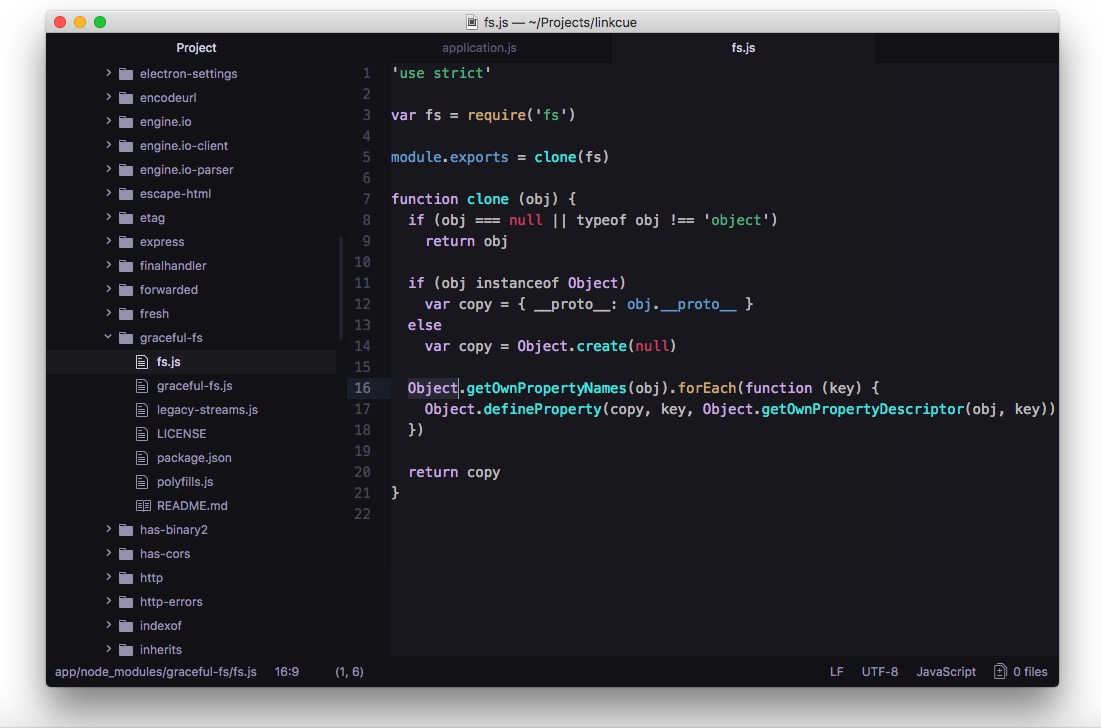 fs.js — ~/Projects/linkcue
Project
electron-settings
encodeurl
engine.io
engine.io-client
engine.io-parser
escape-html
etag
express
finalhandler
forwarded
fresh
graceful-fs
fs.js
graceful-fs.js
legacy-streams.js
LICENSE
package.json
polyfills.js
README.md
has-binary2
has-cors
http
http-errors
indexof
inherits
application.js
fs.js
1 'use strict'
2
3 var fs = require('fs')
4
5 module.exports = clone(fs)
6
7 function clone (obj) {
8   if (obj === null || typeof obj !== 'object')
9     return obj
10
11   if (obj instanceof Object)
12     var copy = { __proto__: obj.__proto__ }
13   else
14     var copy = Object.create(null)
15
16   Object.getOwnPropertyNames(obj).forEach(function (key) {
17     Object.defineProperty(copy, key, Object.getOwnPropertyDescriptor(obj, key))
18   })
19
20   return copy
21 }
22
app/node_modules/graceful-fs/fs.js 16:9 (1, 6) LF UTF-8 JavaScript 0 files